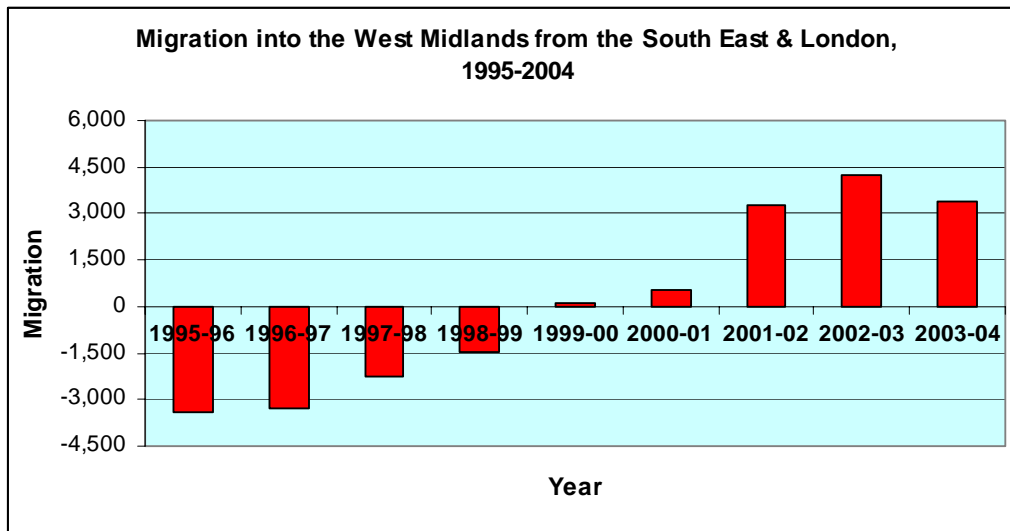 Migration into the West Midlands from the South East & London,
1995-2004
6,000
4,500
3,000
1,500
0
-1,500
-3,000
-4,500
Migration
1995-96 1996-97 1997-98 1998-99 1999-00 2000-01 2001-02 2002-03 2003-04
Year